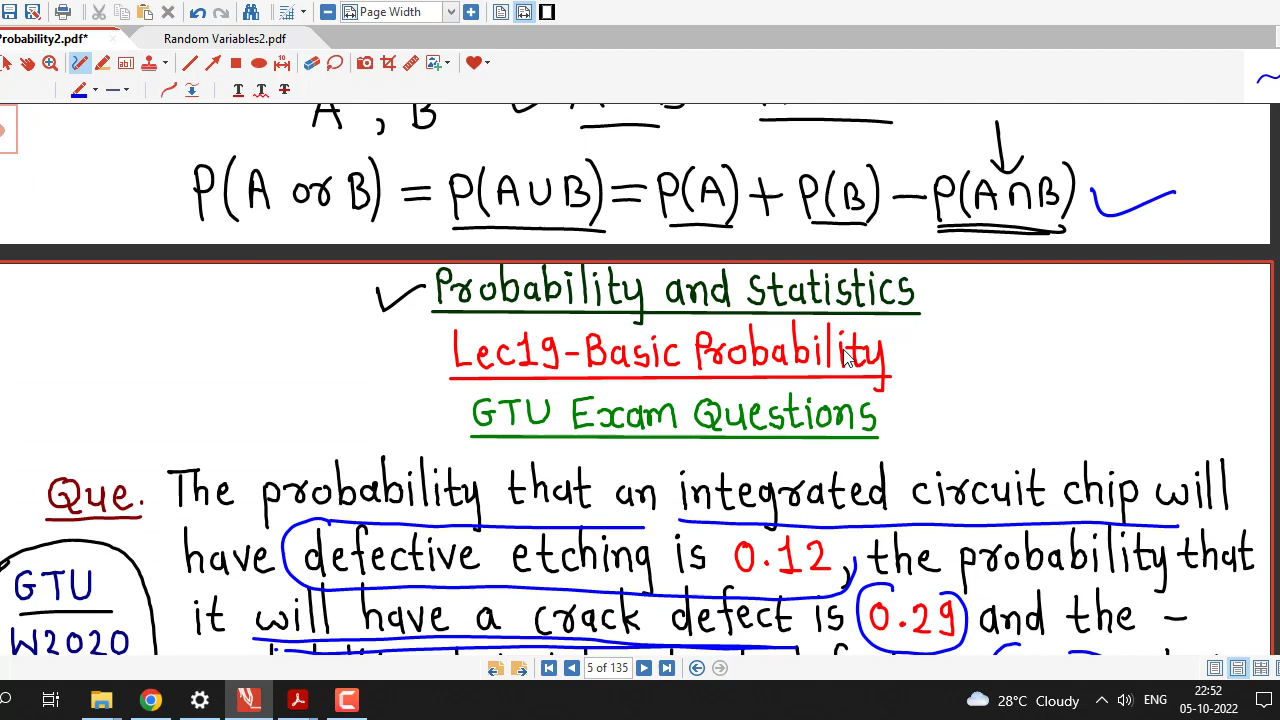 Page Width
Probability2.pdf*
Random Variables2.pdf
A , B
P(A or B) = P(A∪B) = P(A) + P(B) - P(A∩B)
Probability and Statistics
Lec19-Basic Probability
GTU Exam Questions
Que. The probability that an integrated circuit chip will
have defective etching is 0.12, the probability that
GTU
it will have a crack defect is 0.29 and the -
W2020
5 of 135
28°C Cloudy
ENG
22:52
05-10-2022